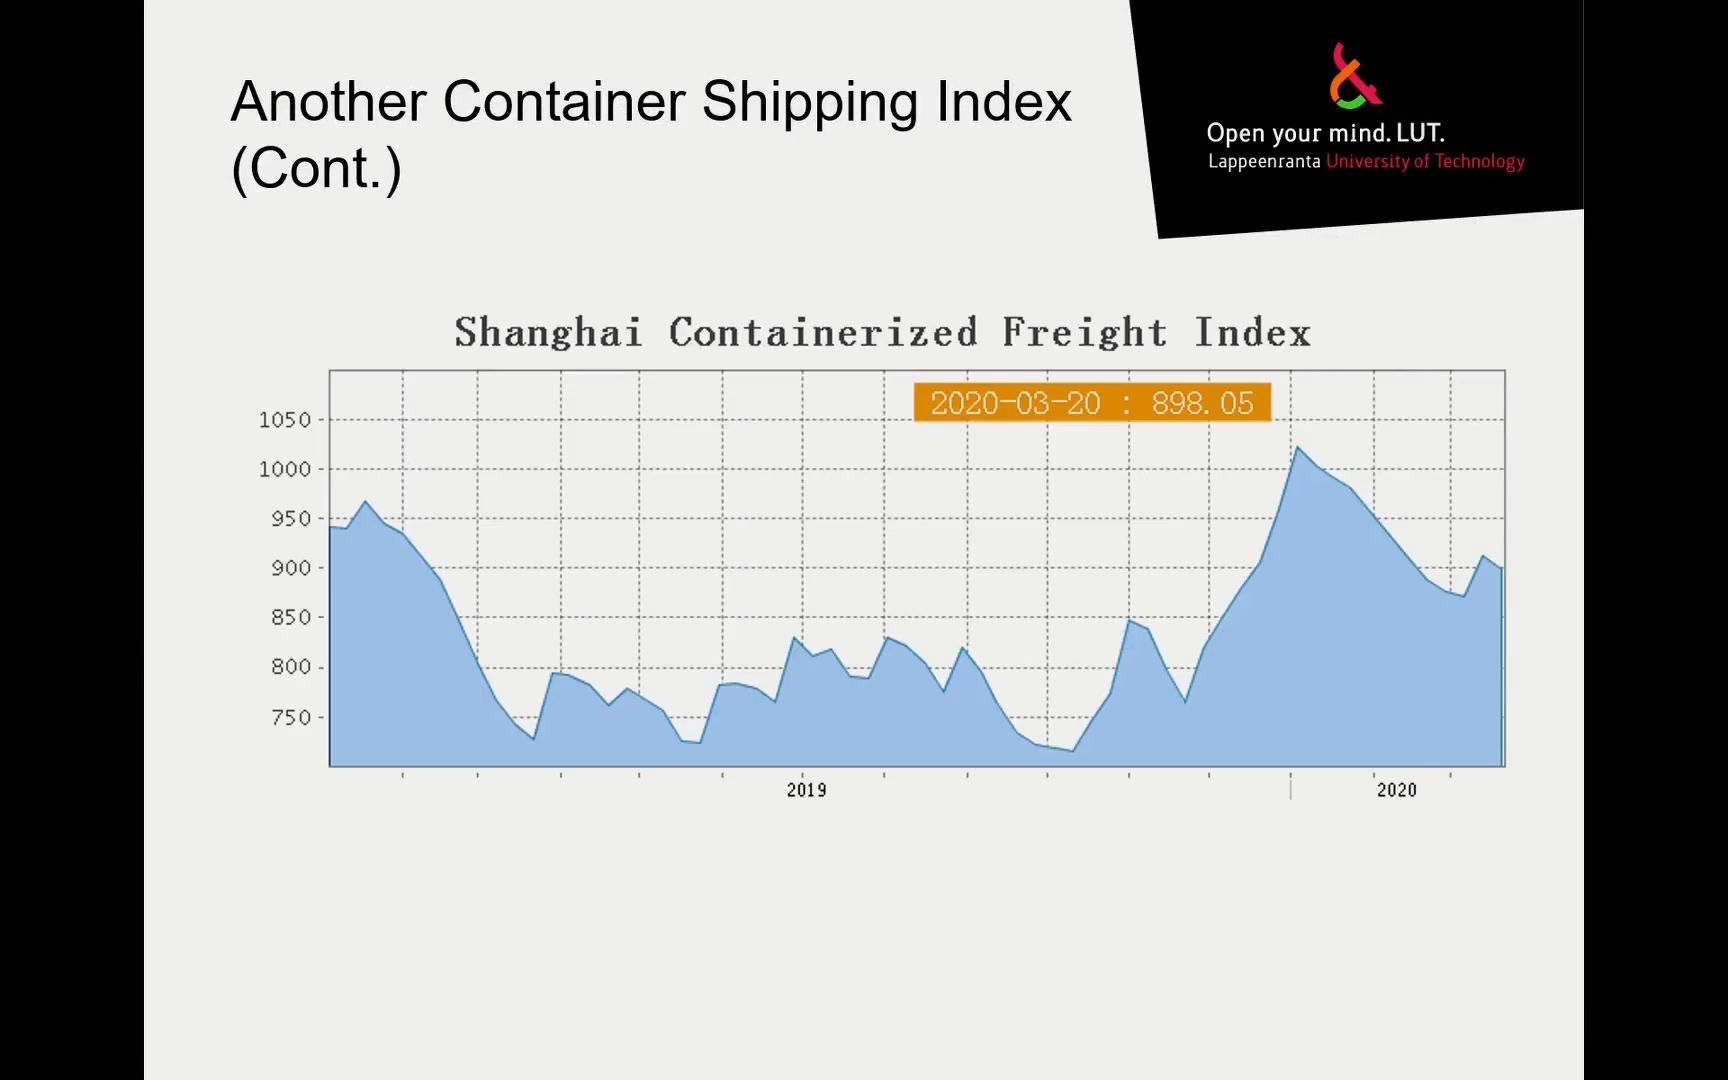 Another Container Shipping Index
(Cont.)
Open your mind. LUT.
Lappeenranta University of Technology
Shanghai Containerized Freight Index
2020-03-20 : 898.05
1050
1000
950
900
850
800
750
2019
2020